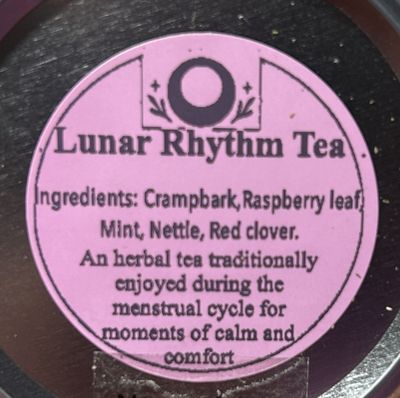 Lunar Rhythm Tea
Ingredients: Crampbark,Raspberry leaf,
Mint, Nettle, Red clover.
An herbal tea traditionally
enjoyed during the
menstrual cycle for
moments of calm and
comfort